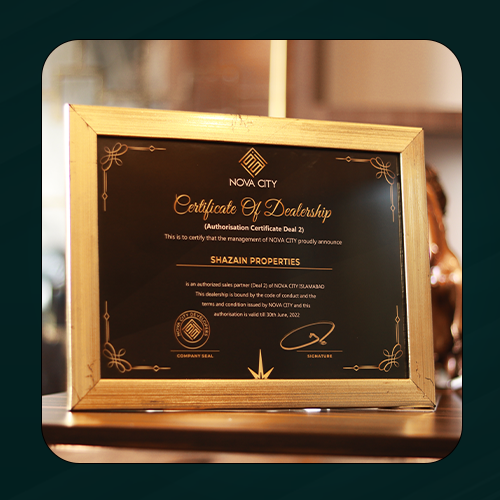 NOVA CITY
Certificate Of Dealership
(Authorisation Certificate Deal 2)
This is to certify that the management of NOVA CITY proudly announce
SHAZAIN PROPERTIES
is an authorized sales partner (Deal 2) of NOVA CITY ISLAMABAD
This dealership is bound by the code of conduct and the
terms and condition issued by NOVA CITY and this
authorisation is valid till 30th June, 2022
COMPANY SEAL
SIGNATURE